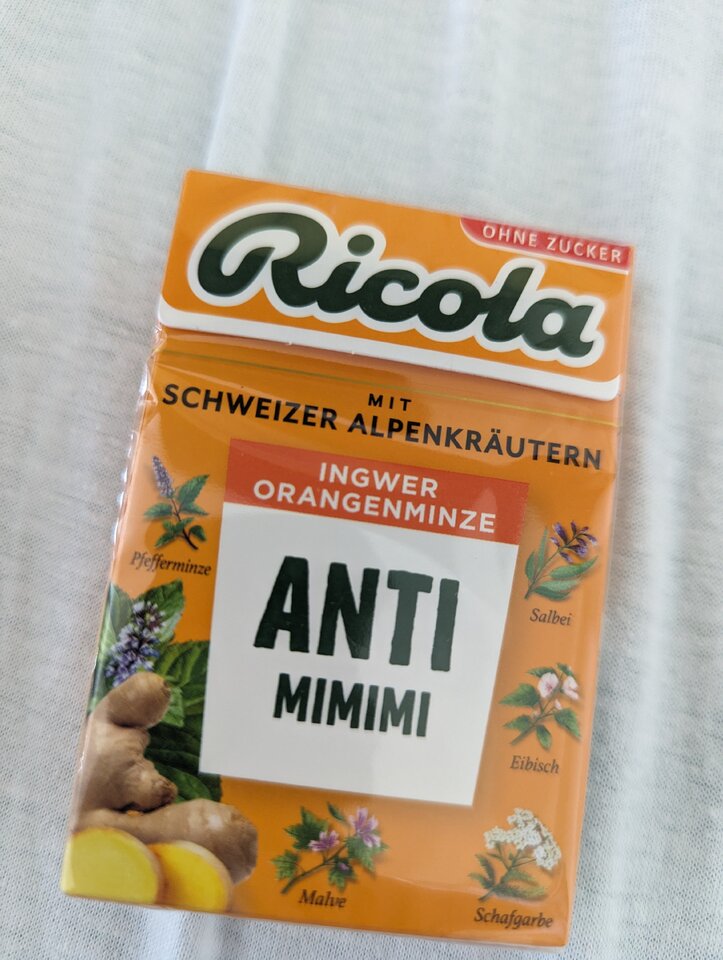 Ricola
OHNE ZUCKER
MIT
SCHWEIZER ALPENKRÄUTERN
INGWER
ORANGENMINZE
ANTI
MIMIMI
Pfefferminze
Salbei
Eibisch
Malve
Schafgarbe